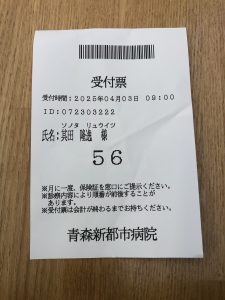 受付票
受付時間：2025年04月03日 09:00
ID:072303222
ソノタ リュウイツ
氏名：其田 隆逸 様
56
※月に一度、保険証を窓口にご提示ください。
※診療内容により順番が前後することが
あります。
※受付票は会計が終わるまでお持ちください。
青森新都市病院